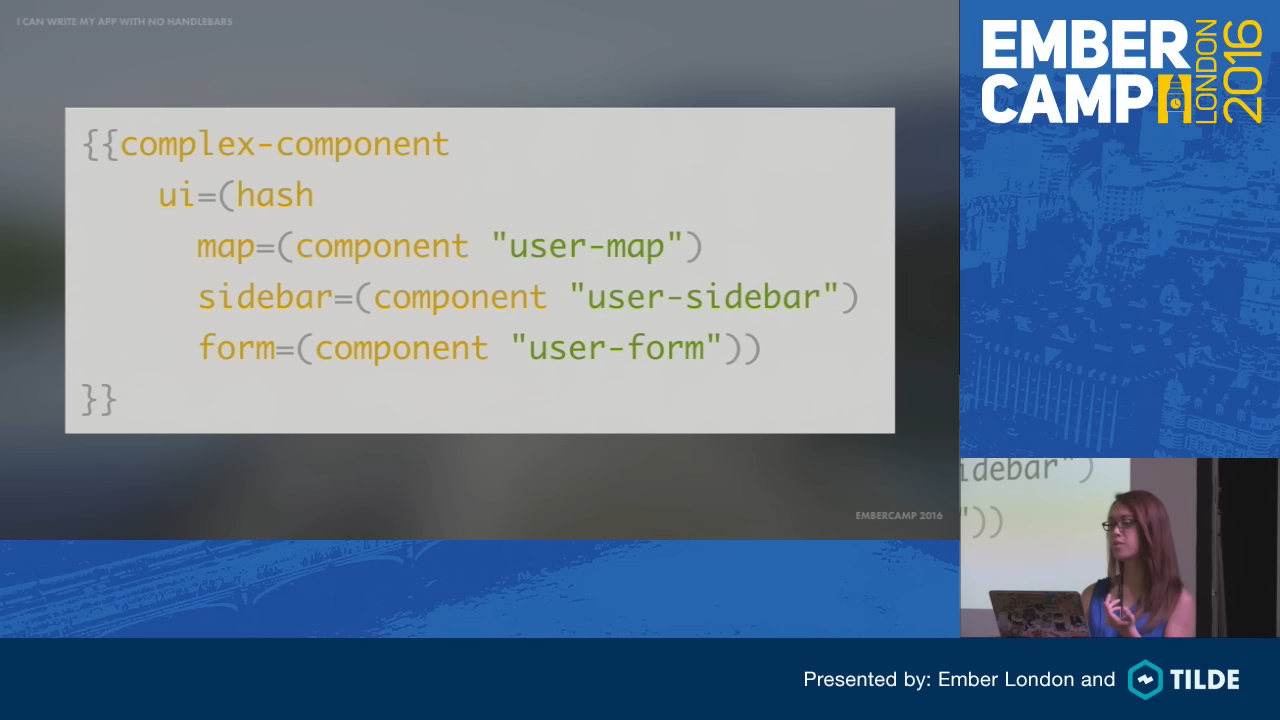 I CAN WRITE MY APP WITH NO HANDLEBARS
{{complex-component
ui=(hash
map=(component "user-map")
sidebar=(component "user-sidebar")
form=(component "user-form"))
}}
EMBERCAMP 2016
EMBER
CAMP
LONDON
2016
idebar")
"))
Presented by: Ember London and
TILDE